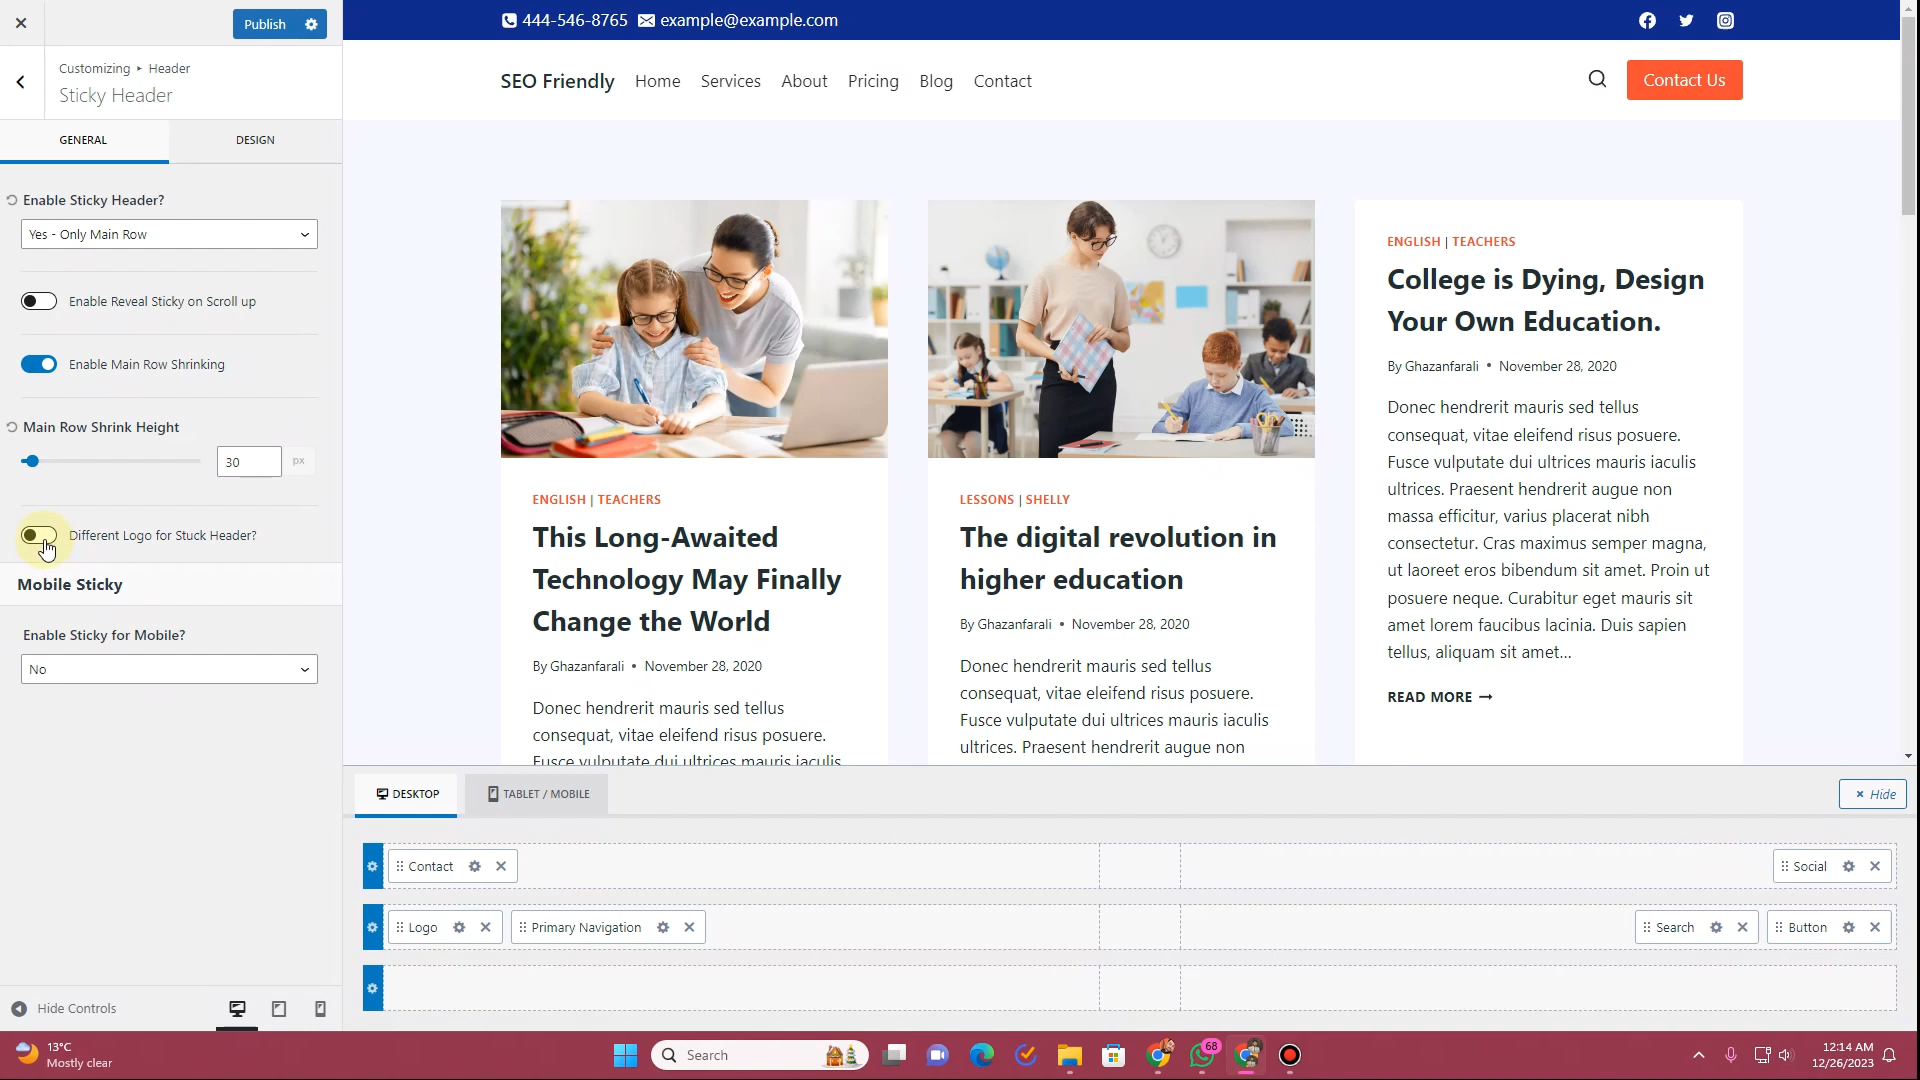 Publish
444-546-8765 example@example.com
Customizing ▸ Header
Sticky Header
SEO Friendly Home Services About Pricing Blog Contact
Contact Us
GENERAL DESIGN
Enable Sticky Header?
Yes - Only Main Row
Enable Reveal Sticky on Scroll up
Enable Main Row Shrinking
Main Row Shrink Height
30 px
Different Logo for Stuck Header?
Mobile Sticky
Enable Sticky for Mobile?
No
Hide Controls
ENGLISH | TEACHERS
This Long-Awaited
Technology May Finally
Change the World
By Ghazanfarali • November 28, 2020
Donec hendrerit mauris sed tellus
consequat, vitae eleifend risus posuere.
Fusce vulputate dui ultrices mauris iaculis
LESSONS | SHELLY
The digital revolution in
higher education
By Ghazanfarali • November 28, 2020
Donec hendrerit mauris sed tellus
consequat, vitae eleifend risus posuere.
Fusce vulputate dui ultrices mauris iaculis
ultrices. Praesent hendrerit augue non
ENGLISH | TEACHERS
College is Dying, Design
Your Own Education.
By Ghazanfarali • November 28, 2020
Donec hendrerit mauris sed tellus
consequat, vitae eleifend risus posuere.
Fusce vulputate dui ultrices mauris iaculis
ultrices. Praesent hendrerit augue non
massa efficitur, varius placerat nibh
consectetur. Cras maximus semper magna,
ut laoreet eros bibendum sit amet. Proin ut
posuere neque. Curabitur eget mauris sit
amet lorem faucibus lacinia. Duis sapien
tellus, aliquam sit amet...
READ MORE →
DESKTOP TABLET / MOBILE
× Hide
Contact Social
Logo Primary Navigation Search Button
13°C
Mostly clear
Search
68
12:14 AM
12/26/2023